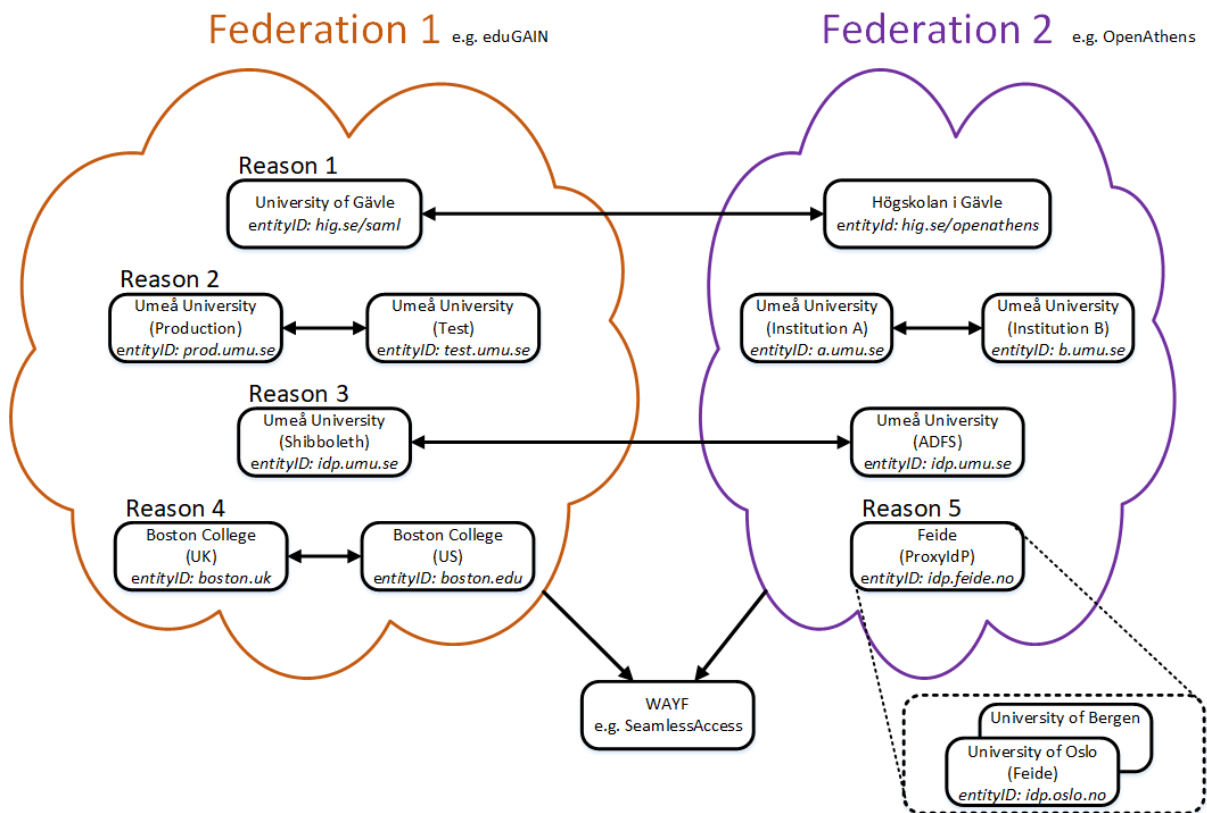 Federation 1 e.g. eduGAIN
Federation 2 e.g. OpenAthens
Reason 1
University of Gävle
entityID: hig.se/saml
Högskolan i Gävle
entityId: hig.se/openathens
Reason 2
Umeå University
(Production)
entityID: prod.umu.se
Umeå University
(Test)
entityID: test.umu.se
Umeå University
(Institution A)
entityID: a.umu.se
Umeå University
(Institution B)
entityID: b.umu.se
Reason 3
Umeå University
(Shibboleth)
entityID: idp.umu.se
Umeå University
(ADFS)
entityID: idp.umu.se
Reason 4
Boston College
(UK)
entityID: boston.uk
Boston College
(US)
entityID: boston.edu
Reason 5
Feide
(ProxyIdP)
entityID: idp.feide.no
WAYF
e.g. SeamlessAccess
University of Bergen
University of Oslo
(Feide)
entityID: idp.oslo.no